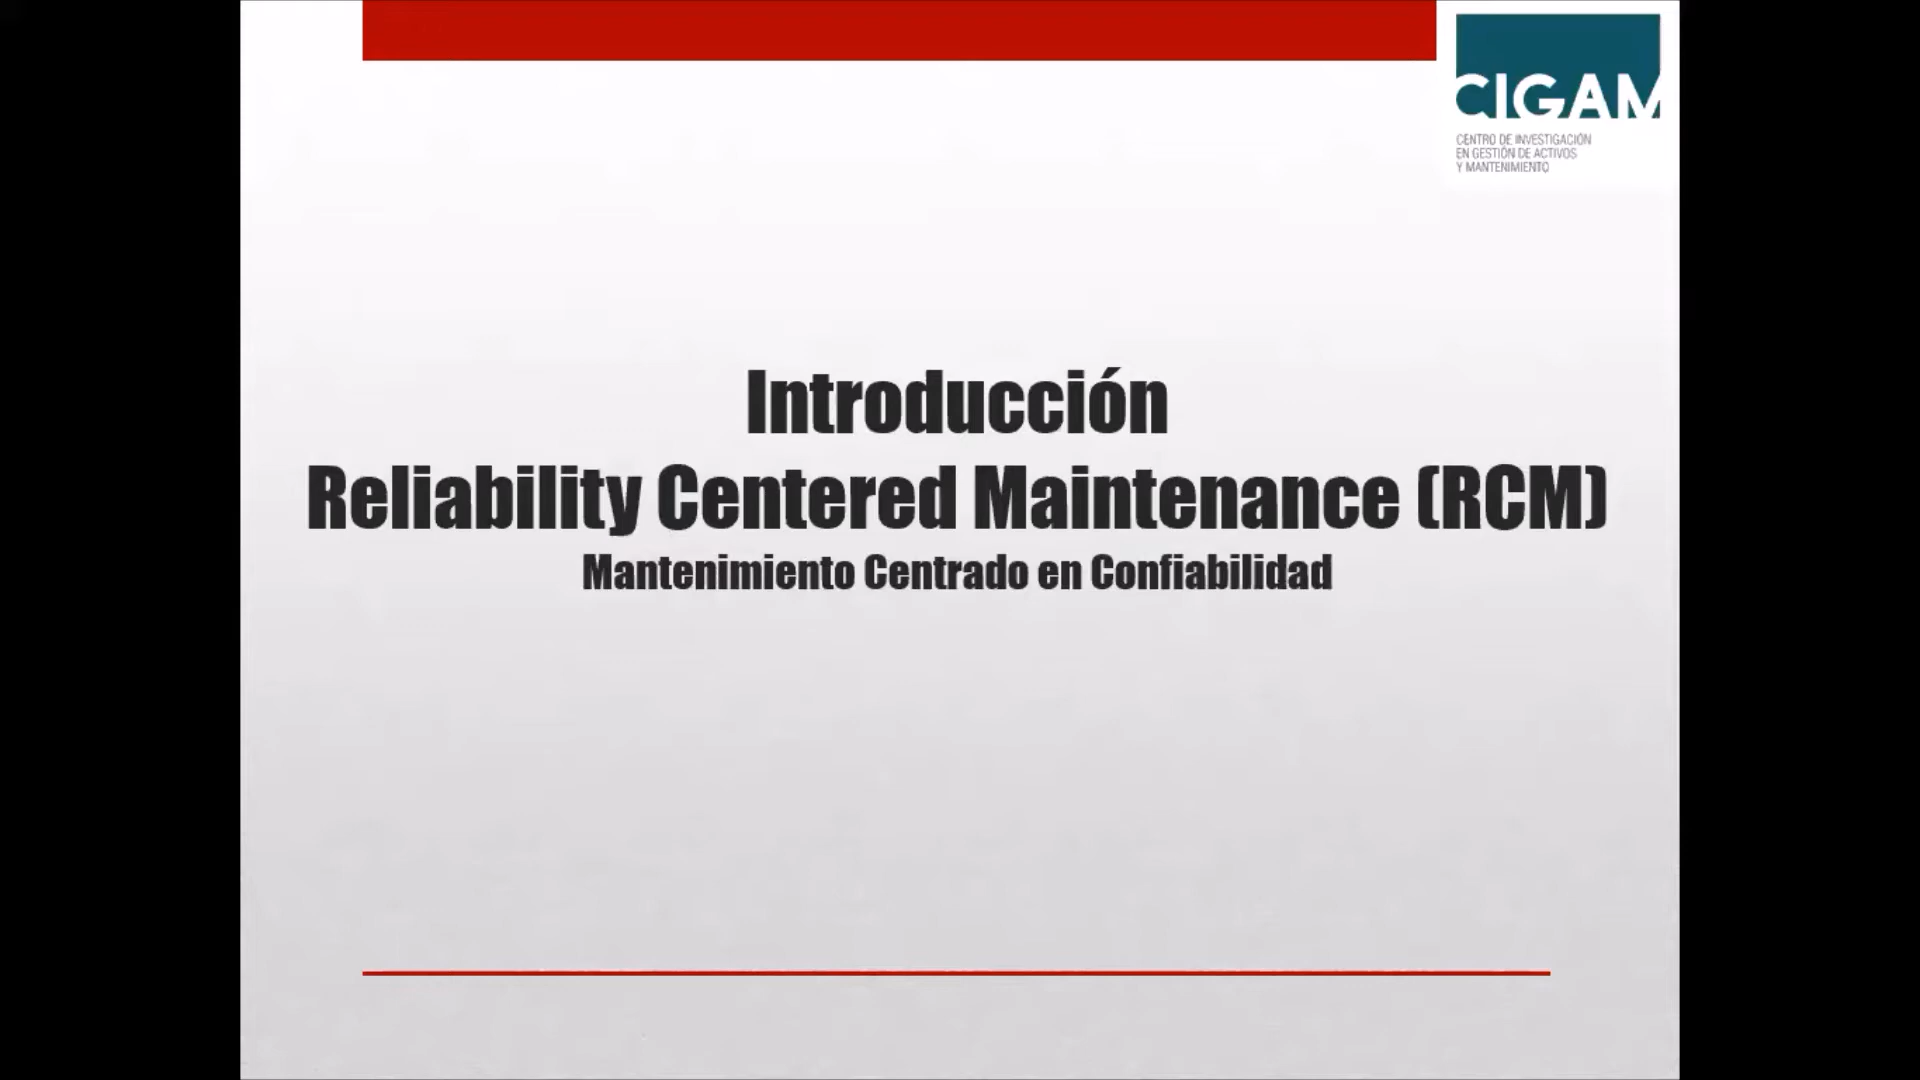 CIGAM
CENTRO DE INVESTIGACIÓN
EN GESTIÓN DE ACTIVOS
Y MANTENIMIENTO
Introducción
Reliability Centered Maintenance (RCM)
Mantenimiento Centrado en Confiabilidad